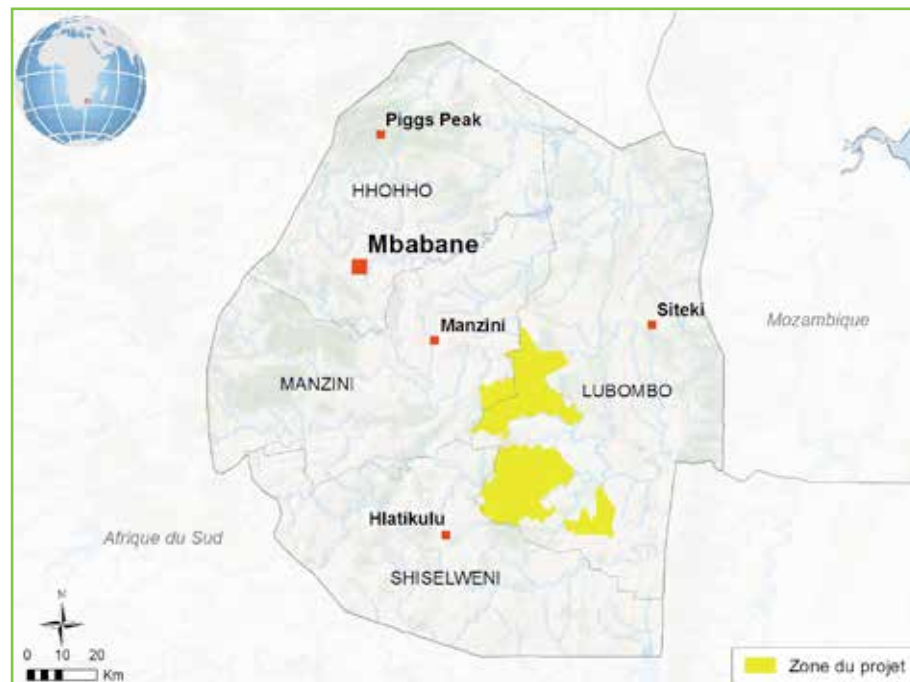 Piggs Peak
HHOHHO
Mbabane
Siteki
Manzini
Mozambique
MANZINI
LUBOMBO
Hlatikulu
Afrique du Sud
SHISELWENI
N
0 10 20
Km
Zone du projet